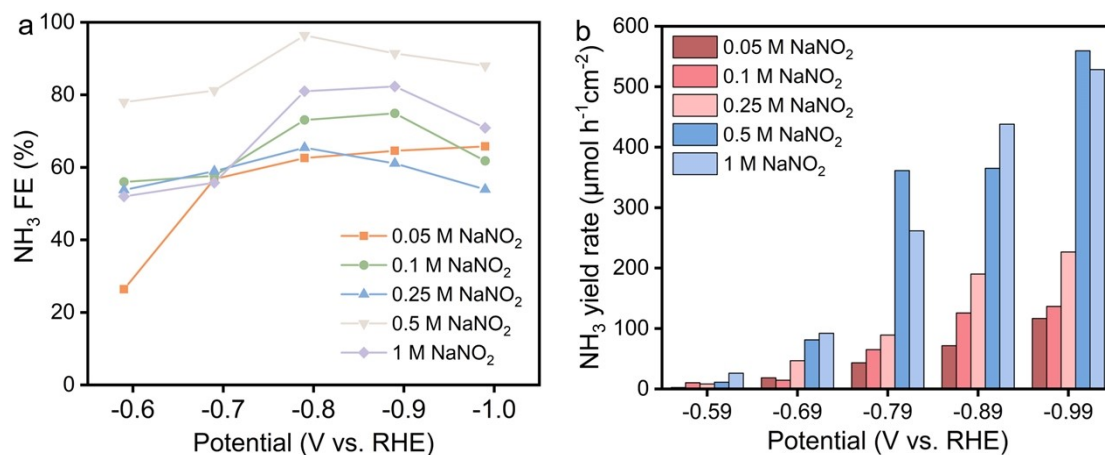 a
NH₃ FE (%)
100
80
60
40
20
0
0.05 M NaNO₂
0.1 M NaNO₂
0.25 M NaNO₂
0.5 M NaNO₂
1 M NaNO₂
-0.6
-0.7
-0.8
-0.9
-1.0
Potential (V vs. RHE)
b
NH₃ yield rate (μmol h⁻¹cm⁻²)
600
500
400
300
200
100
0
0.05 M NaNO₂
0.1 M NaNO₂
0.25 M NaNO₂
0.5 M NaNO₂
1 M NaNO₂
-0.59
-0.69
-0.79
-0.89
-0.99
Potential (V vs. RHE)